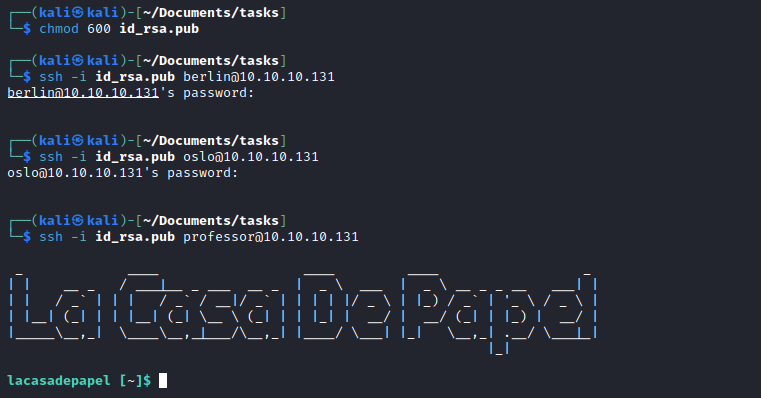 ┌──(kali㉿kali)-[~/Documents/tasks]
└─$ chmod 600 id_rsa.pub
┌──(kali㉿kali)-[~/Documents/tasks]
└─$ ssh -i id_rsa.pub berlin@10.10.10.131
berlin@10.10.10.131's password:
┌──(kali㉿kali)-[~/Documents/tasks]
└─$ ssh -i id_rsa.pub oslo@10.10.10.131
oslo@10.10.10.131's password:
┌──(kali㉿kali)-[~/Documents/tasks]
└─$ ssh -i id_rsa.pub professor@10.10.10.131
La Casa De Papel
lacasadepapel [~]$